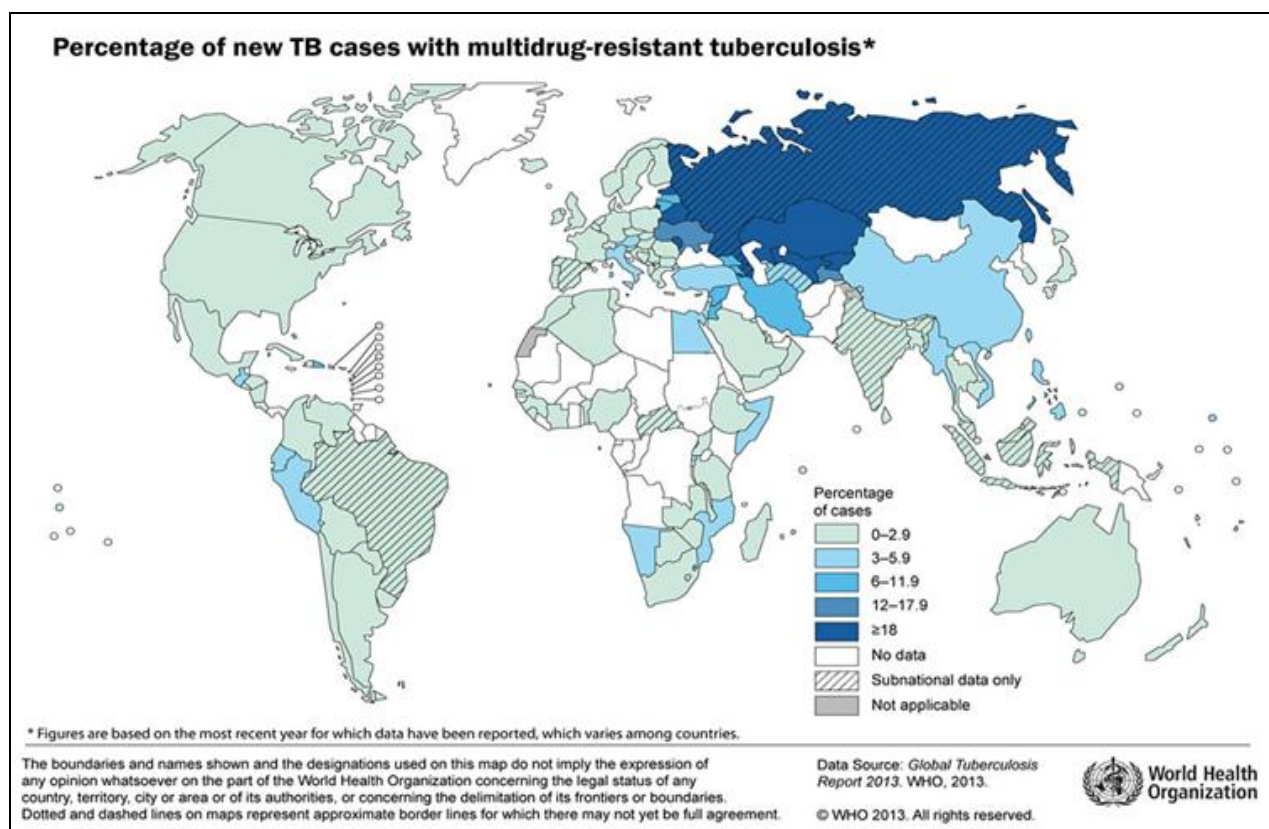 Percentage of new TB cases with multidrug-resistant tuberculosis*
Percentage
of cases
0–2.9
3–5.9
6–11.9
12–17.9
≥18
No data
Subnational data only
Not applicable
* Figures are based on the most recent year for which data have been reported, which varies among countries.
The boundaries and names shown and the designations used on this map do not imply the expression of
any opinion whatsoever on the part of the World Health Organization concerning the legal status of any
country, territory, city or area or of its authorities, or concerning the delimitation of its frontiers or boundaries.
Dotted and dashed lines on maps represent approximate border lines for which there may not yet be full agreement.
Data Source: Global Tuberculosis
Report 2013. WHO, 2013.
© WHO 2013. All rights reserved.
World Health
Organization